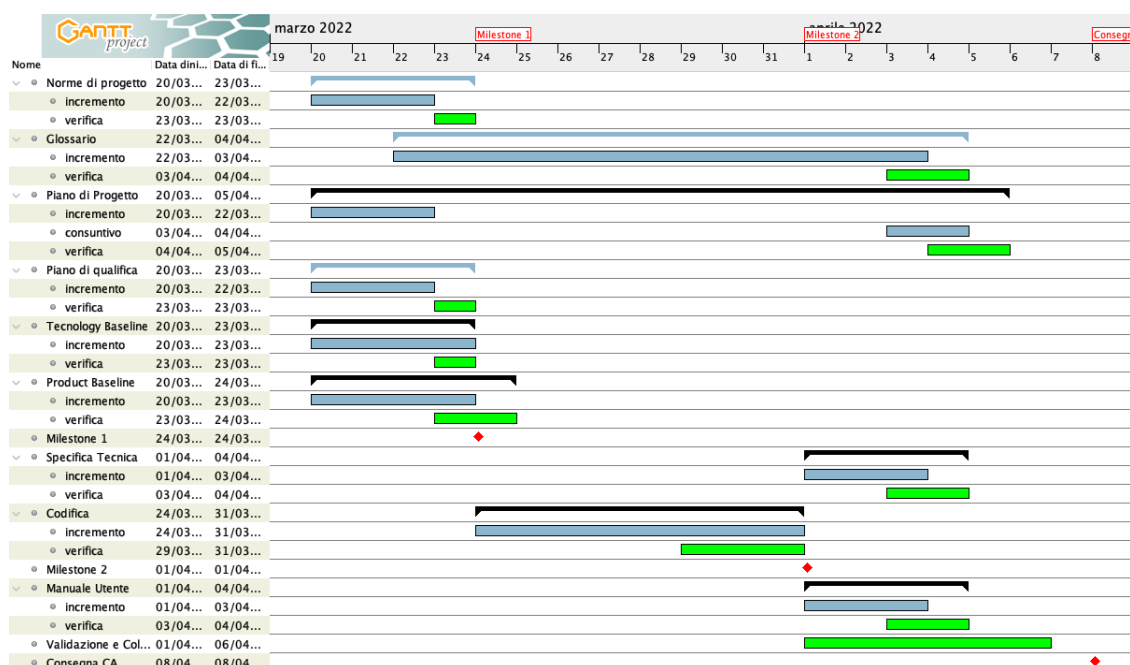 GANTT project
marzo 2022
aprile 2022
Milestone 1
Milestone 2
Consegn
19 20 21 22 23 24 25 26 27 28 29 30 31 1 2 3 4 5 6 7 8
Nome Data dini... Data di fi...
Norme di progetto 20/03... 23/03...
incremento 20/03... 22/03...
verifica 23/03... 23/03...
Glossario 22/03... 04/04...
incremento 22/03... 03/04...
verifica 03/04... 04/04...
Piano di Progetto 20/03... 05/04...
incremento 20/03... 22/03...
consuntivo 03/04... 04/04...
verifica 04/04... 05/04...
Piano di qualifica 20/03... 23/03...
incremento 20/03... 22/03...
verifica 23/03... 23/03...
Tecnology Baseline 20/03... 23/03...
incremento 20/03... 23/03...
verifica 23/03... 23/03...
Product Baseline 20/03... 24/03...
incremento 20/03... 23/03...
verifica 23/03... 24/03...
Milestone 1 24/03... 24/03...
Specifica Tecnica 01/04... 04/04...
incremento 01/04... 03/04...
verifica 03/04... 04/04...
Codifica 24/03... 31/03...
incremento 24/03... 31/03...
verifica 29/03... 31/03...
Milestone 2 01/04... 01/04...
Manuale Utente 01/04... 04/04...
incremento 01/04... 03/04...
verifica 03/04... 04/04...
Validazione e Col... 01/04... 06/04...
Consegna CA 08/04... 08/04...